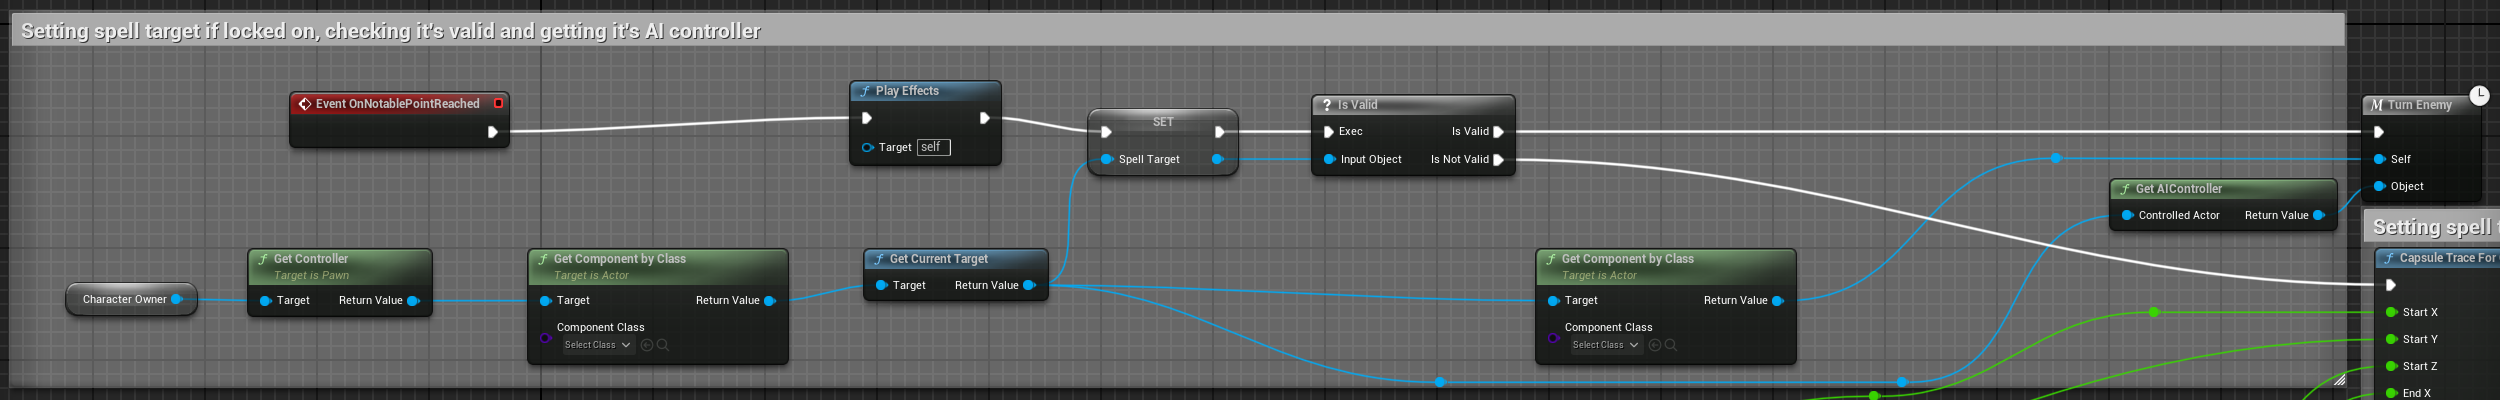 Setting spell target if locked on, checking it's valid and getting it's AI controller
Event OnNotablePointReached
Play Effects
Target self
SET
Spell Target
? Is Valid
Exec Is Valid
Input Object Is Not Valid
M Turn Enemy
Self
Object
f Get AIController
Controlled Actor Return Value
Character Owner
f Get Controller
Target is Pawn
Target Return Value
f Get Component by Class
Target is Actor
Target Return Value
Component Class
Select Class
f Get Current Target
Target Return Value
f Get Component by Class
Target is Actor
Target Return Value
Component Class
Select Class
Setting spell
f Capsule Trace For
Start X
Start Y
Start Z
End X